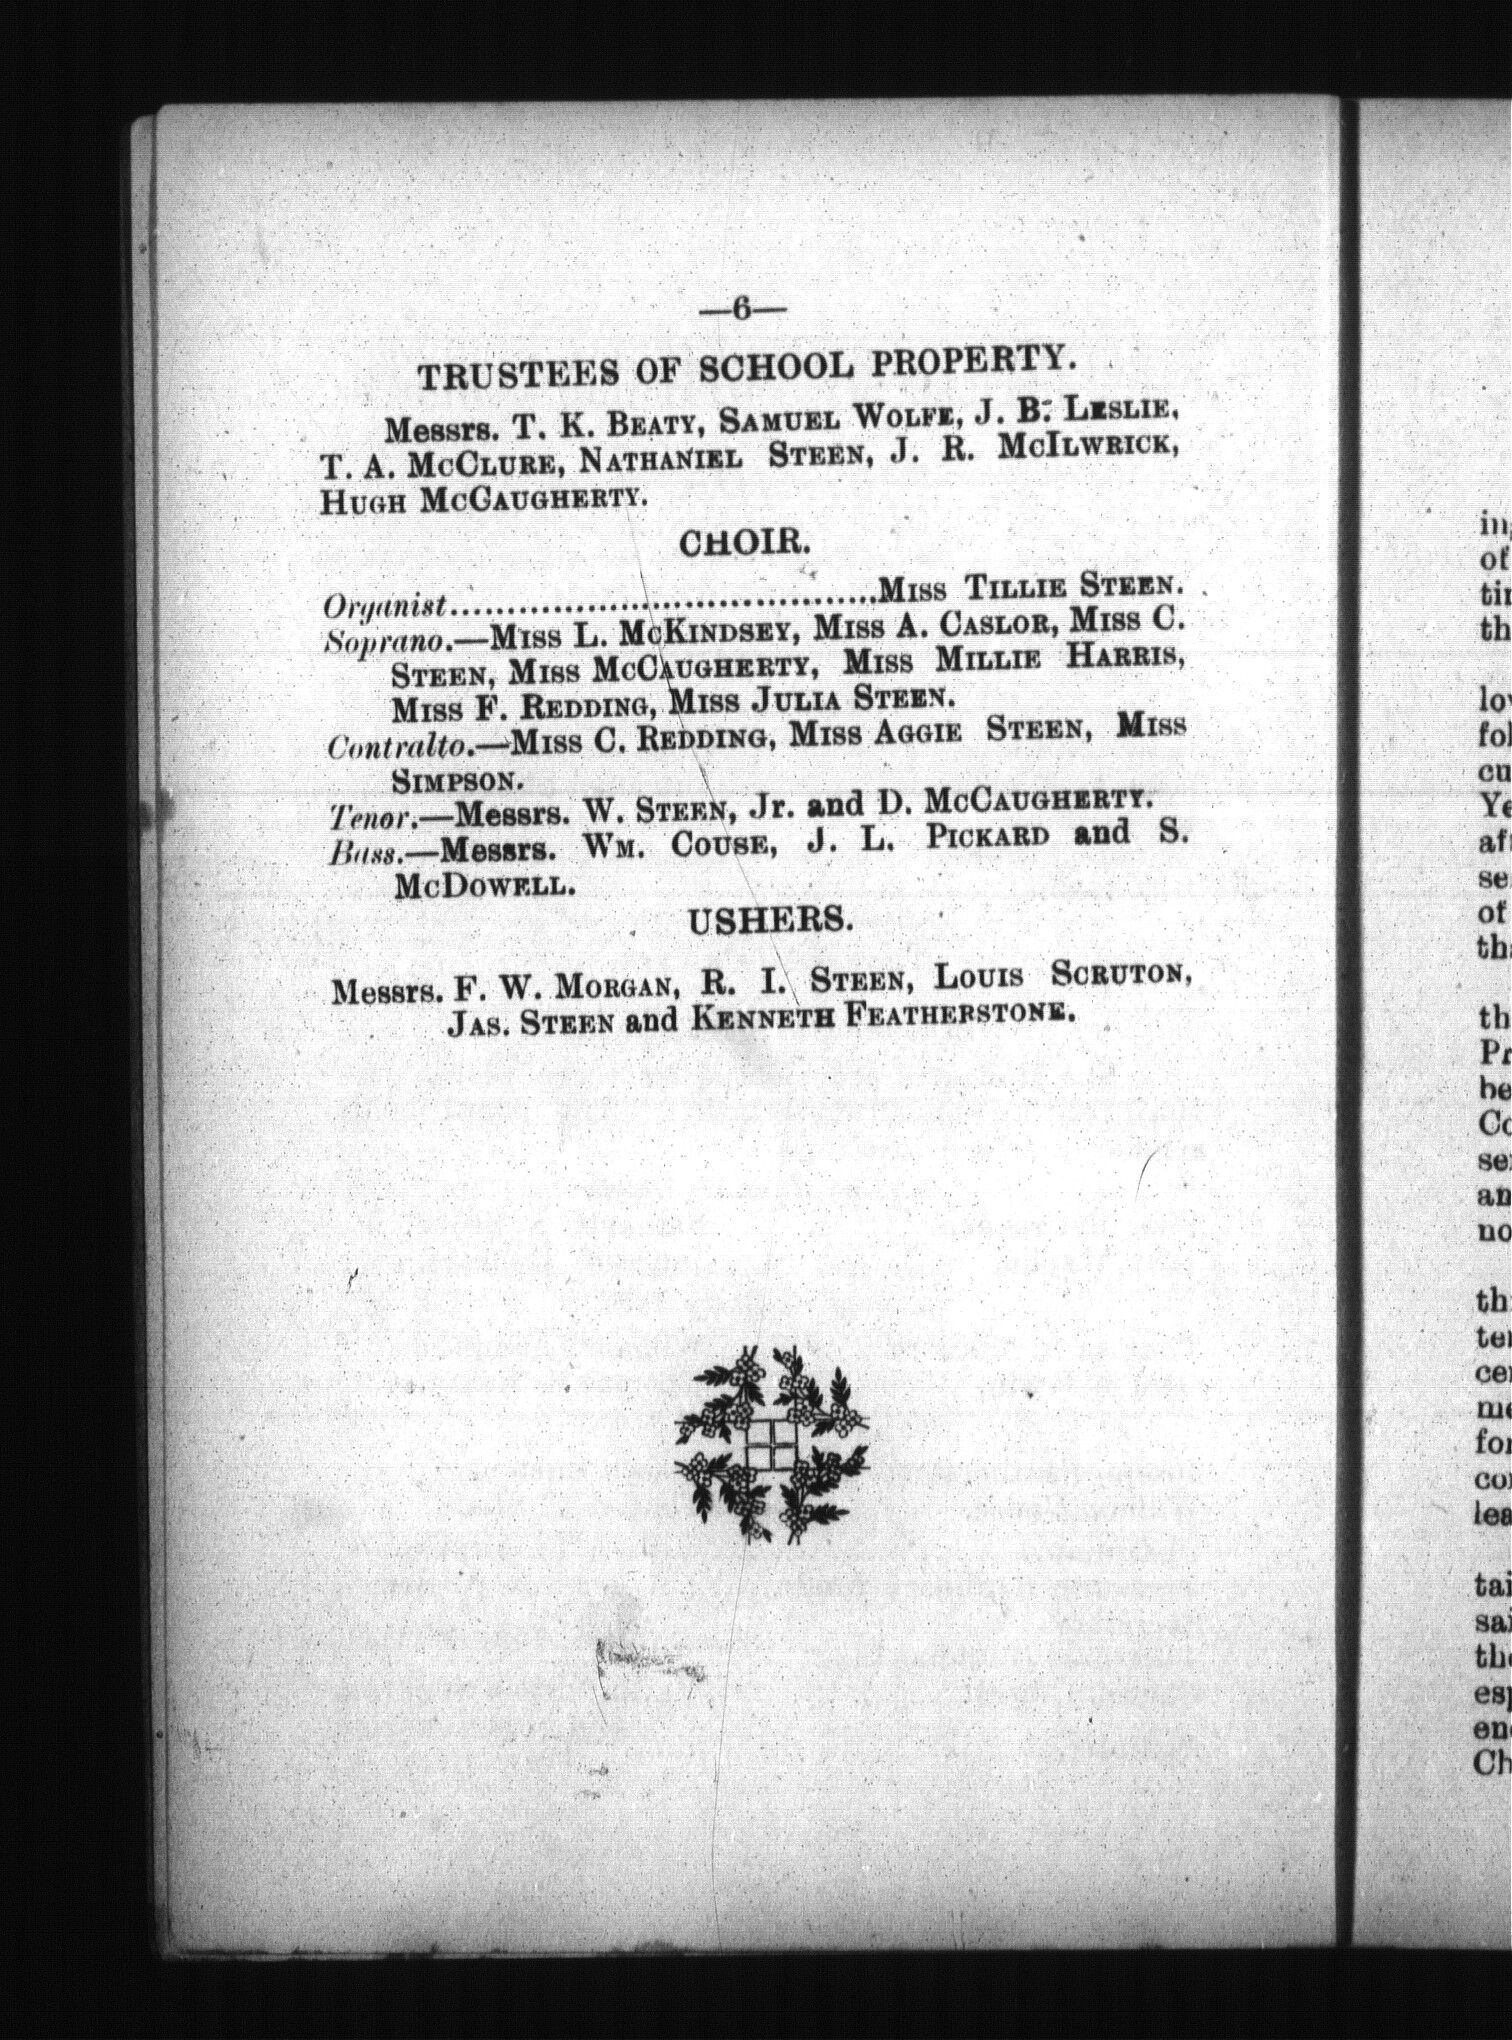 —6—
TRUSTEES OF SCHOOL PROPERTY.
Messrs. T. K. BEATY, SAMUEL WOLFE, J. B. LESLIE,
T. A. MCCLURE, NATHANIEL STEEN, J. R. MCILWRICK,
HUGH MCCAUGHERTY.
CHOIR.
Organist......................................MISS TILLIE STEEN.
Soprano.—MISS L. MCKINDSEY, MISS A. CASLOR, MISS C.
STEEN, MISS MCCAUGHERTY, MISS MILLIE HARRIS,
MISS F. REDDING, MISS JULIA STEEN.
Contralto.—MISS C. REDDING, MISS AGGIE STEEN, MISS
SIMPSON.
Tenor.—Messrs. W. STEEN, Jr. and D. MCCAUGHERTY.
Bass.—Messrs. WM. COUSE, J. L. PICKARD and S.
MCDOWELL.
USHERS.
Messrs. F. W. MORGAN, R. I. STEEN, LOUIS SCRUTON,
JAS. STEEN and KENNETH FEATHERSTONE.